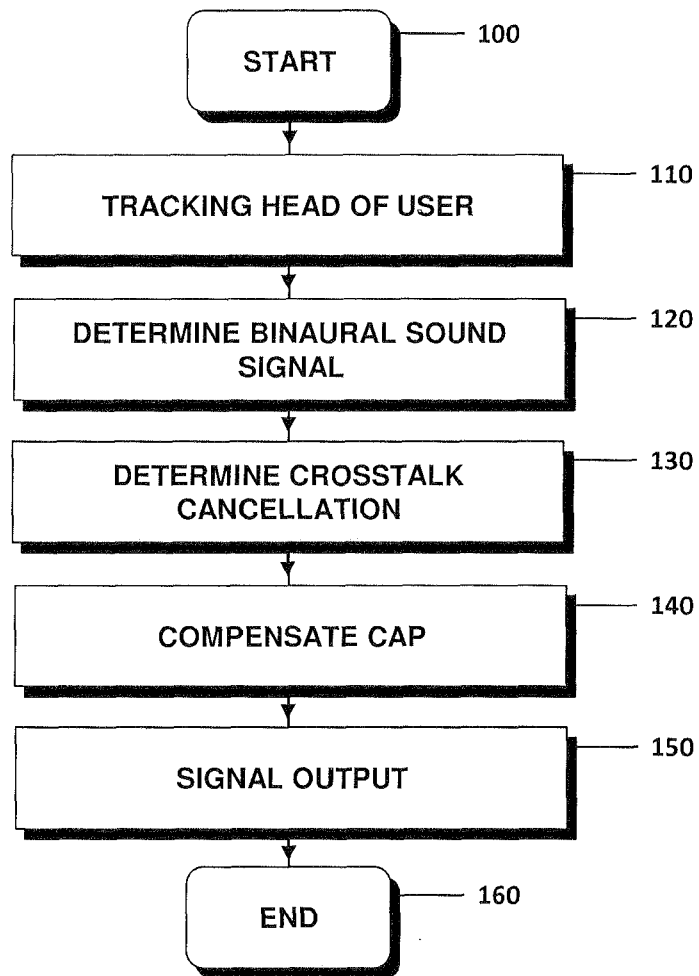 START
100
TRACKING HEAD OF USER
110
DETERMINE BINAURAL SOUND
SIGNAL
120
DETERMINE CROSSTALK
CANCELLATION
130
COMPENSATE CAP
140
SIGNAL OUTPUT
150
END
160